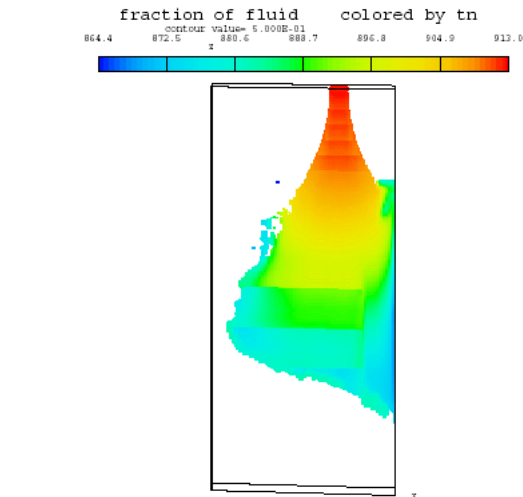 fraction of fluid colored by tn
contour value= 5.000E-01
864.4 872.5 880.6 888.7 896.8 904.9 913.0
z
x